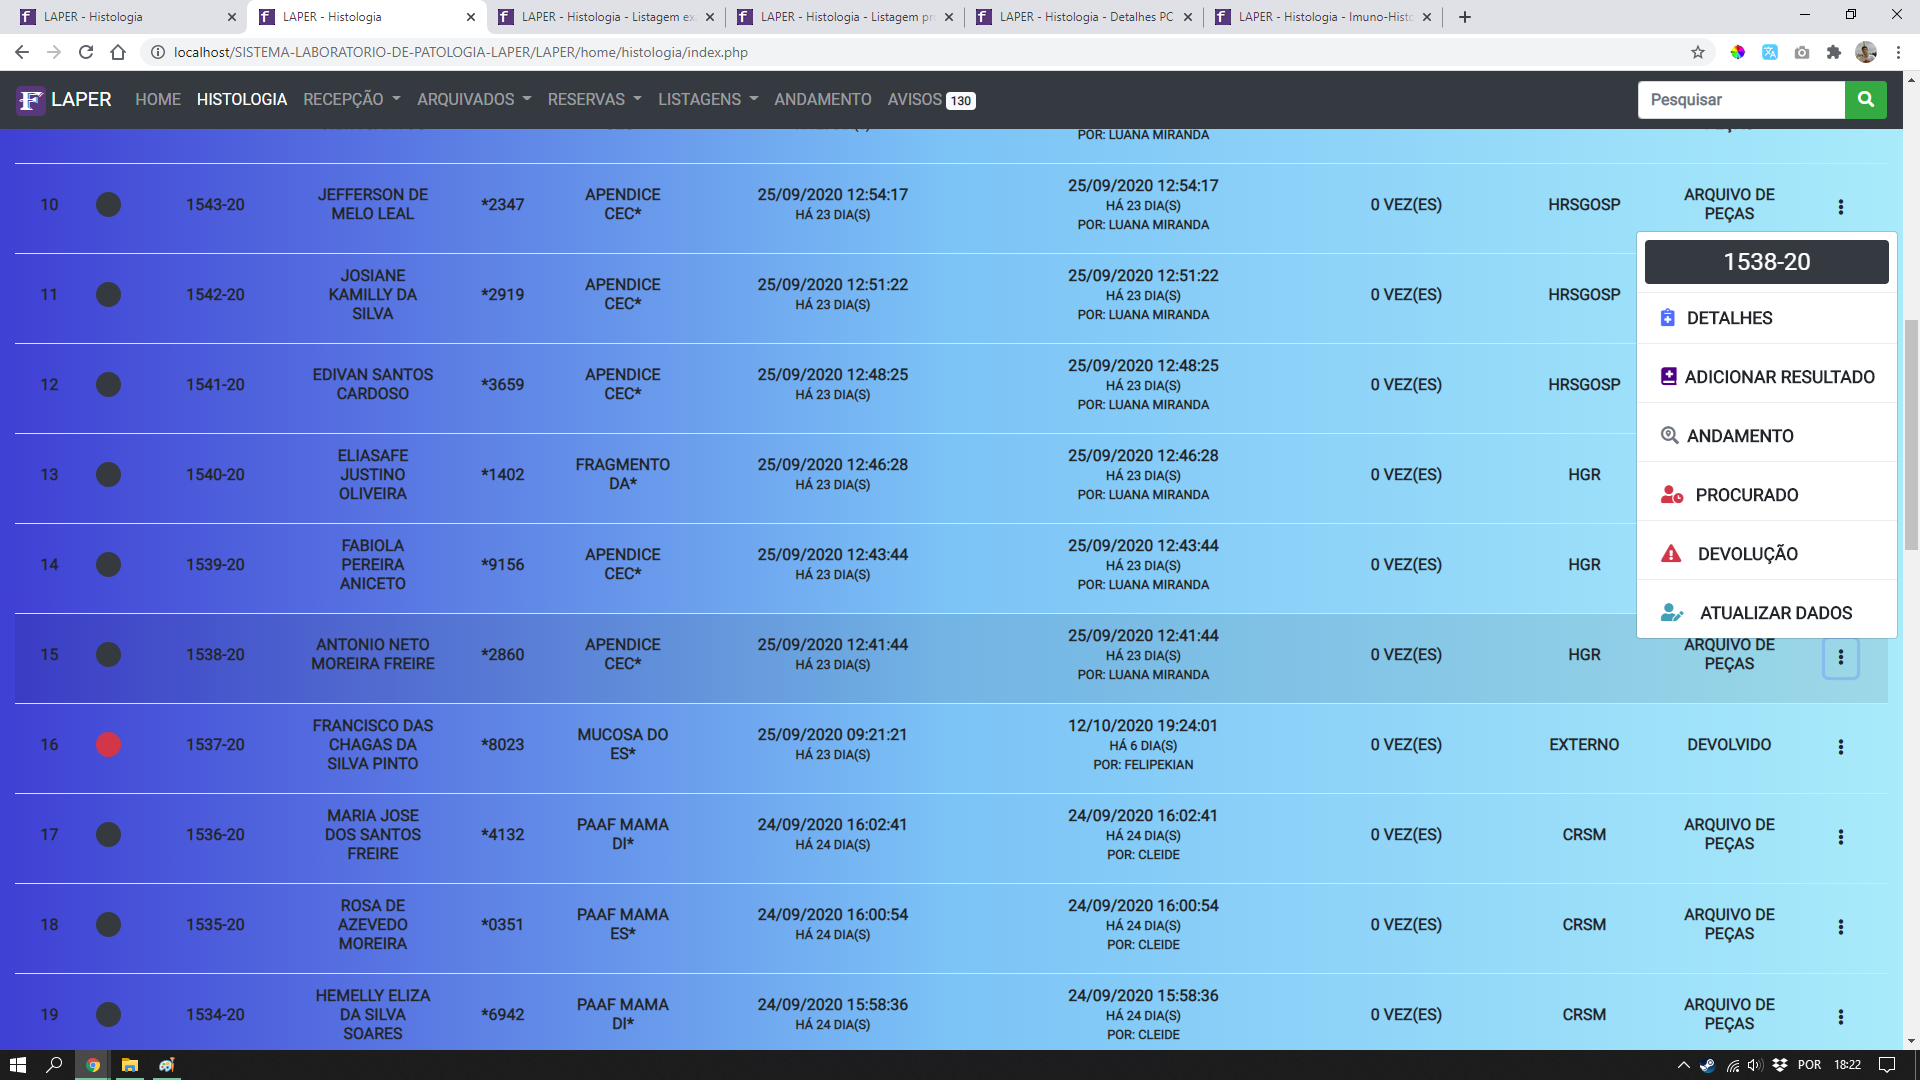 LAPER - Histologia
LAPER - Histologia
LAPER - Histologia - Listagem ex
LAPER - Histologia - Listagem pr
LAPER - Histologia - Detalhes PC
LAPER - Histologia - Imuno-Histo
localhost/SISTEMA-LABORATORIO-DE-PATOLOGIA-LAPER/LAPER/home/histologia/index.php
LAPER HOME HISTOLOGIA RECEPÇÃO ARQUIVADOS RESERVAS LISTAGENS ANDAMENTO AVISOS 130
Pesquisar
POR: LUANA MIRANDA
10 1543-20 JEFFERSON DE MELO LEAL *2347 APENDICE CEC* 25/09/2020 12:54:17 HÁ 23 DIA(S) 25/09/2020 12:54:17 HÁ 23 DIA(S) POR: LUANA MIRANDA 0 VEZ(ES) HRSGOSP ARQUIVO DE PEÇAS
11 1542-20 JOSIANE KAMILLY DA SILVA *2919 APENDICE CEC* 25/09/2020 12:51:22 HÁ 23 DIA(S) 25/09/2020 12:51:22 HÁ 23 DIA(S) POR: LUANA MIRANDA 0 VEZ(ES) HRSGOSP
12 1541-20 EDIVAN SANTOS CARDOSO *3659 APENDICE CEC* 25/09/2020 12:48:25 HÁ 23 DIA(S) 25/09/2020 12:48:25 HÁ 23 DIA(S) POR: LUANA MIRANDA 0 VEZ(ES) HRSGOSP
13 1540-20 ELIASAFE JUSTINO OLIVEIRA *1402 FRAGMENTO DA* 25/09/2020 12:46:28 HÁ 23 DIA(S) 25/09/2020 12:46:28 HÁ 23 DIA(S) POR: LUANA MIRANDA 0 VEZ(ES) HGR
14 1539-20 FABIOLA PEREIRA ANICETO *9156 APENDICE CEC* 25/09/2020 12:43:44 HÁ 23 DIA(S) 25/09/2020 12:43:44 HÁ 23 DIA(S) POR: LUANA MIRANDA 0 VEZ(ES) HGR
15 1538-20 ANTONIO NETO MOREIRA FREIRE *2860 APENDICE CEC* 25/09/2020 12:41:44 HÁ 23 DIA(S) 25/09/2020 12:41:44 HÁ 23 DIA(S) POR: LUANA MIRANDA 0 VEZ(ES) HGR ARQUIVO DE PEÇAS
16 1537-20 FRANCISCO DAS CHAGAS DA SILVA PINTO *8023 MUCOSA DO ES* 25/09/2020 09:21:21 HÁ 23 DIA(S) 12/10/2020 19:24:01 HÁ 6 DIA(S) POR: FELIPEKIAN 0 VEZ(ES) EXTERNO DEVOLVIDO
17 1536-20 MARIA JOSE DOS SANTOS FREIRE *4132 PAAF MAMA DI* 24/09/2020 16:02:41 HÁ 24 DIA(S) 24/09/2020 16:02:41 HÁ 24 DIA(S) POR: CLEIDE 0 VEZ(ES) CRSM ARQUIVO DE PEÇAS
18 1535-20 ROSA DE AZEVEDO MOREIRA *0351 PAAF MAMA ES* 24/09/2020 16:00:54 HÁ 24 DIA(S) 24/09/2020 16:00:54 HÁ 24 DIA(S) POR: CLEIDE 0 VEZ(ES) CRSM ARQUIVO DE PEÇAS
19 1534-20 HEMELLY ELIZA DA SILVA SOARES *6942 PAAF MAMA DI* 24/09/2020 15:58:36 HÁ 24 DIA(S) 24/09/2020 15:58:36 HÁ 24 DIA(S) POR: CLEIDE 0 VEZ(ES) CRSM ARQUIVO DE PEÇAS
1538-20
DETALHES
ADICIONAR RESULTADO
ANDAMENTO
PROCURADO
DEVOLUÇÃO
ATUALIZAR DADOS
POR 18:22